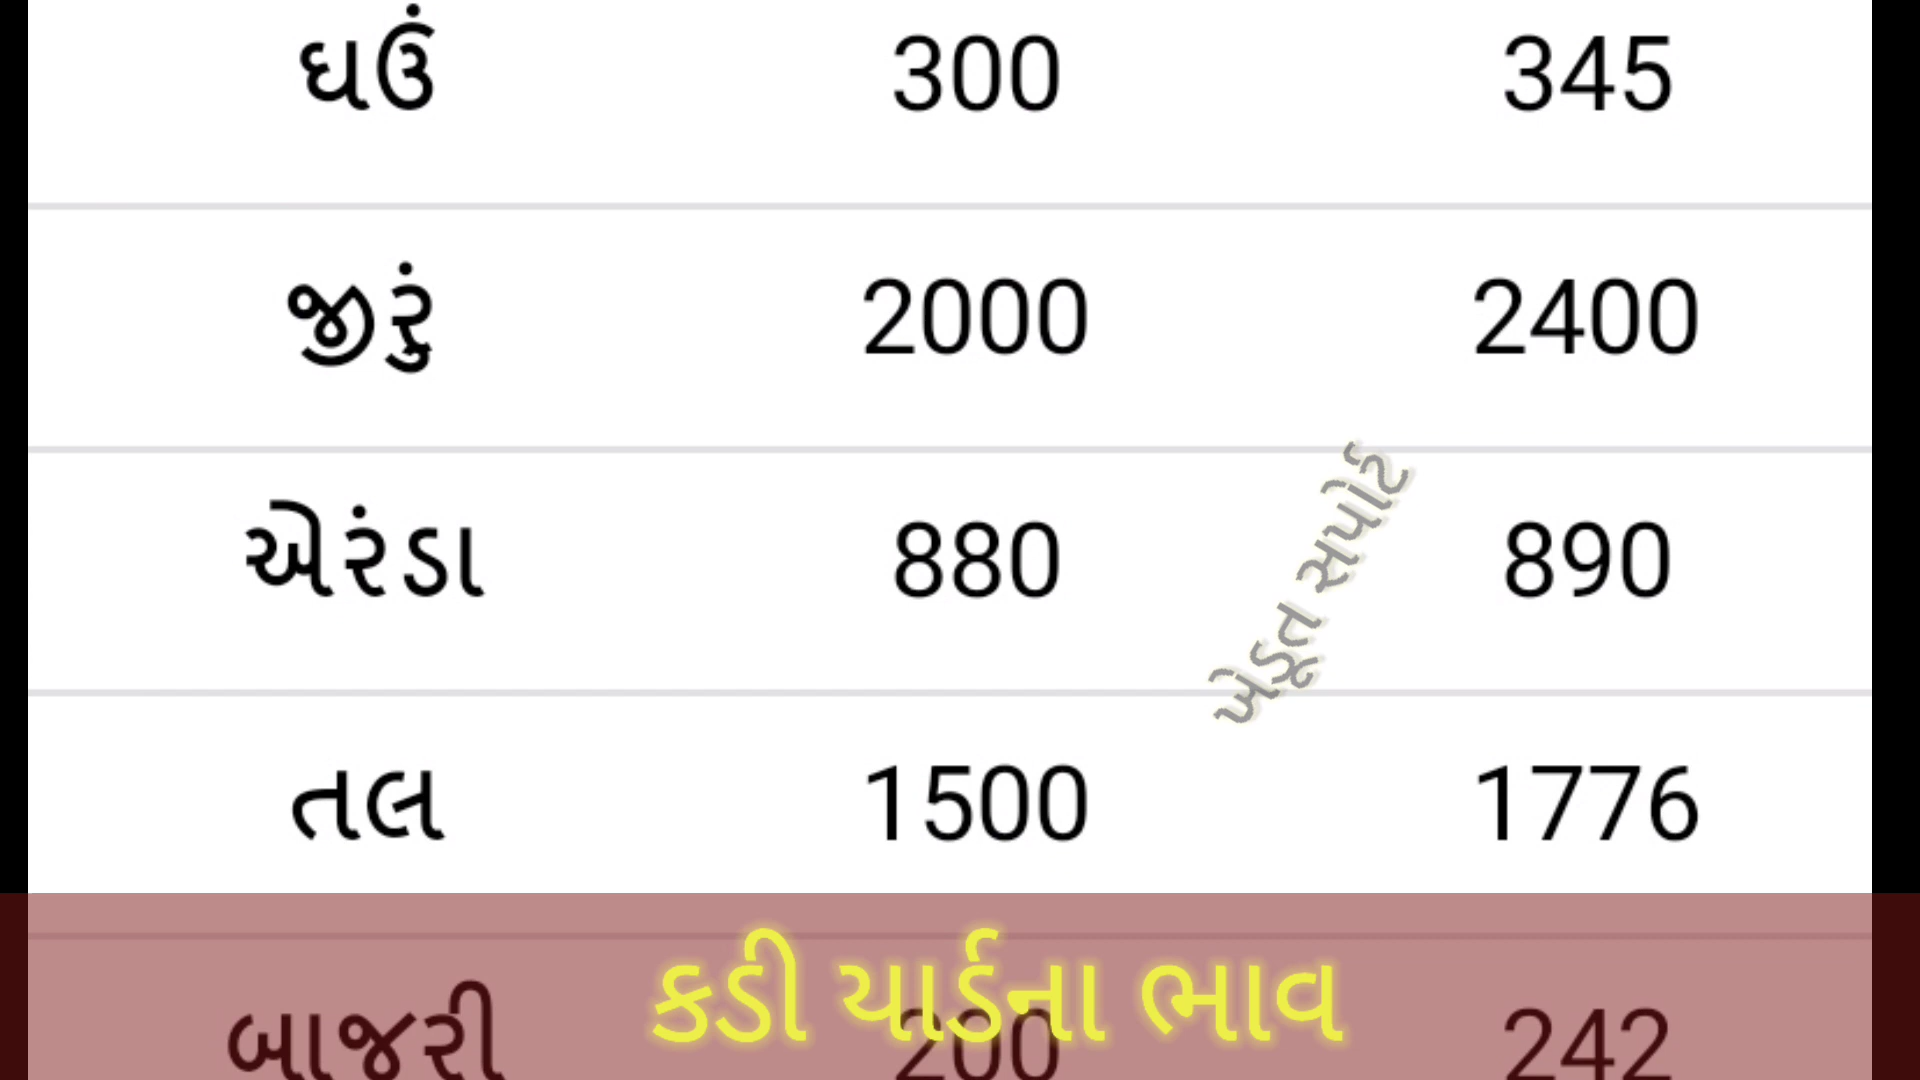 ઘઉં 300 345
જીરું 2000 2400
એરંડા 880 890
ખેડૂત સપોર્ટ
તલ 1500 1776
કડી યાર્ડના ભાવ
બાજરી 200 242